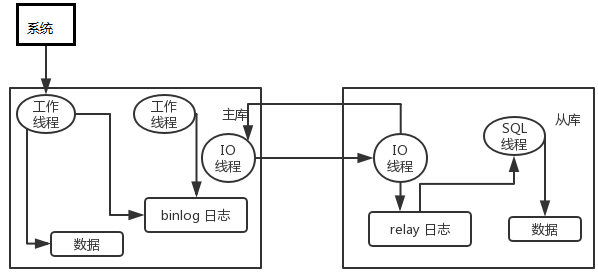 系统
工作
线程
工作
线程
主库
IO
线程
binlog 日志
数据
IO
线程
SQL
线程
从库
relay 日志
数据